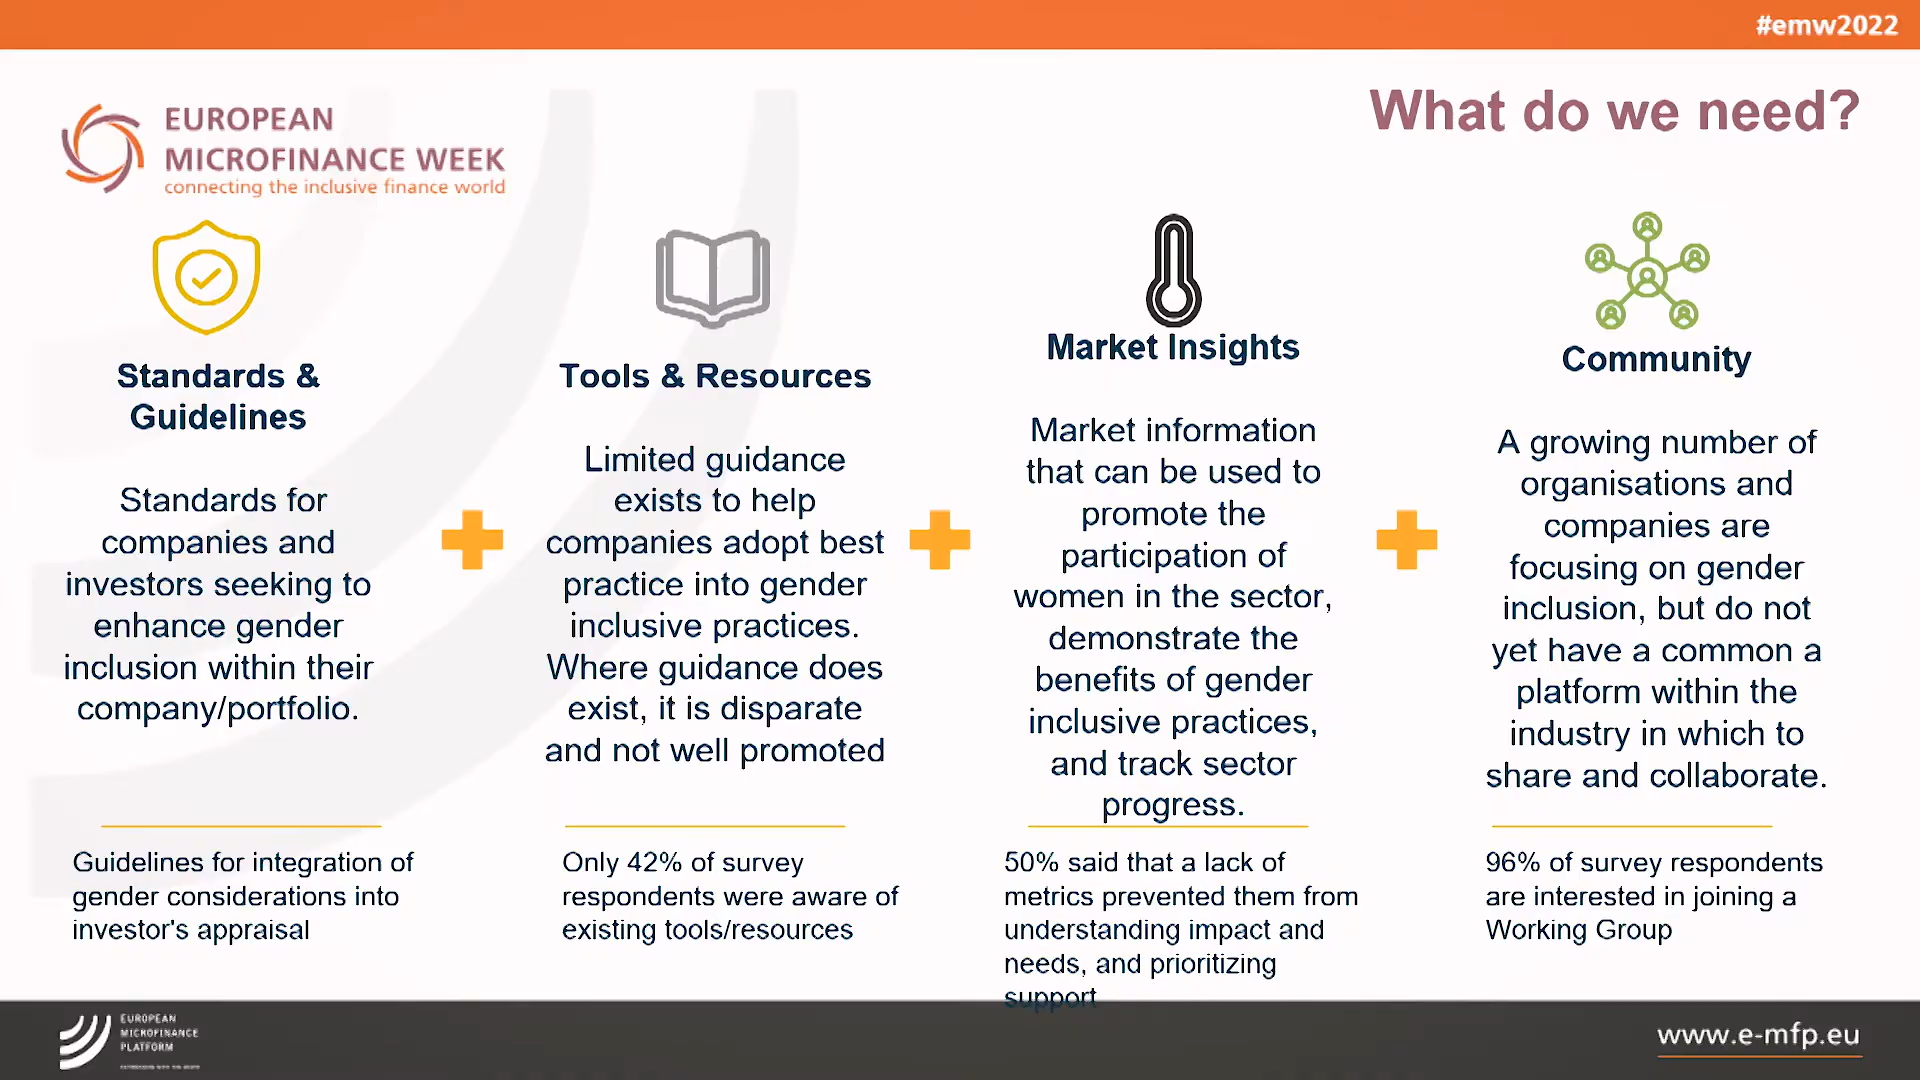 #emw2022
EUROPEAN
MICROFINANCE WEEK
connecting the inclusive finance world
What do we need?
Standards &
Guidelines
Standards for
companies and
investors seeking to
enhance gender
inclusion within their
company/portfolio.
Guidelines for integration of
gender considerations into
investor's appraisal
Tools & Resources
Limited guidance
exists to help
companies adopt best
practice into gender
inclusive practices.
Where guidance does
exist, it is disparate
and not well promoted
Only 42% of survey
respondents were aware of
existing tools/resources
Market Insights
Market information
that can be used to
promote the
participation of
women in the sector,
demonstrate the
benefits of gender
inclusive practices,
and track sector
progress.
50% said that a lack of
metrics prevented them from
understanding impact and
needs, and prioritizing
support
Community
A growing number of
organisations and
companies are
focusing on gender
inclusion, but do not
yet have a common a
platform within the
industry in which to
share and collaborate.
96% of survey respondents
are interested in joining a
Working Group
EUROPEAN
MICROFINANCE
PLATFORM
www.e-mfp.eu